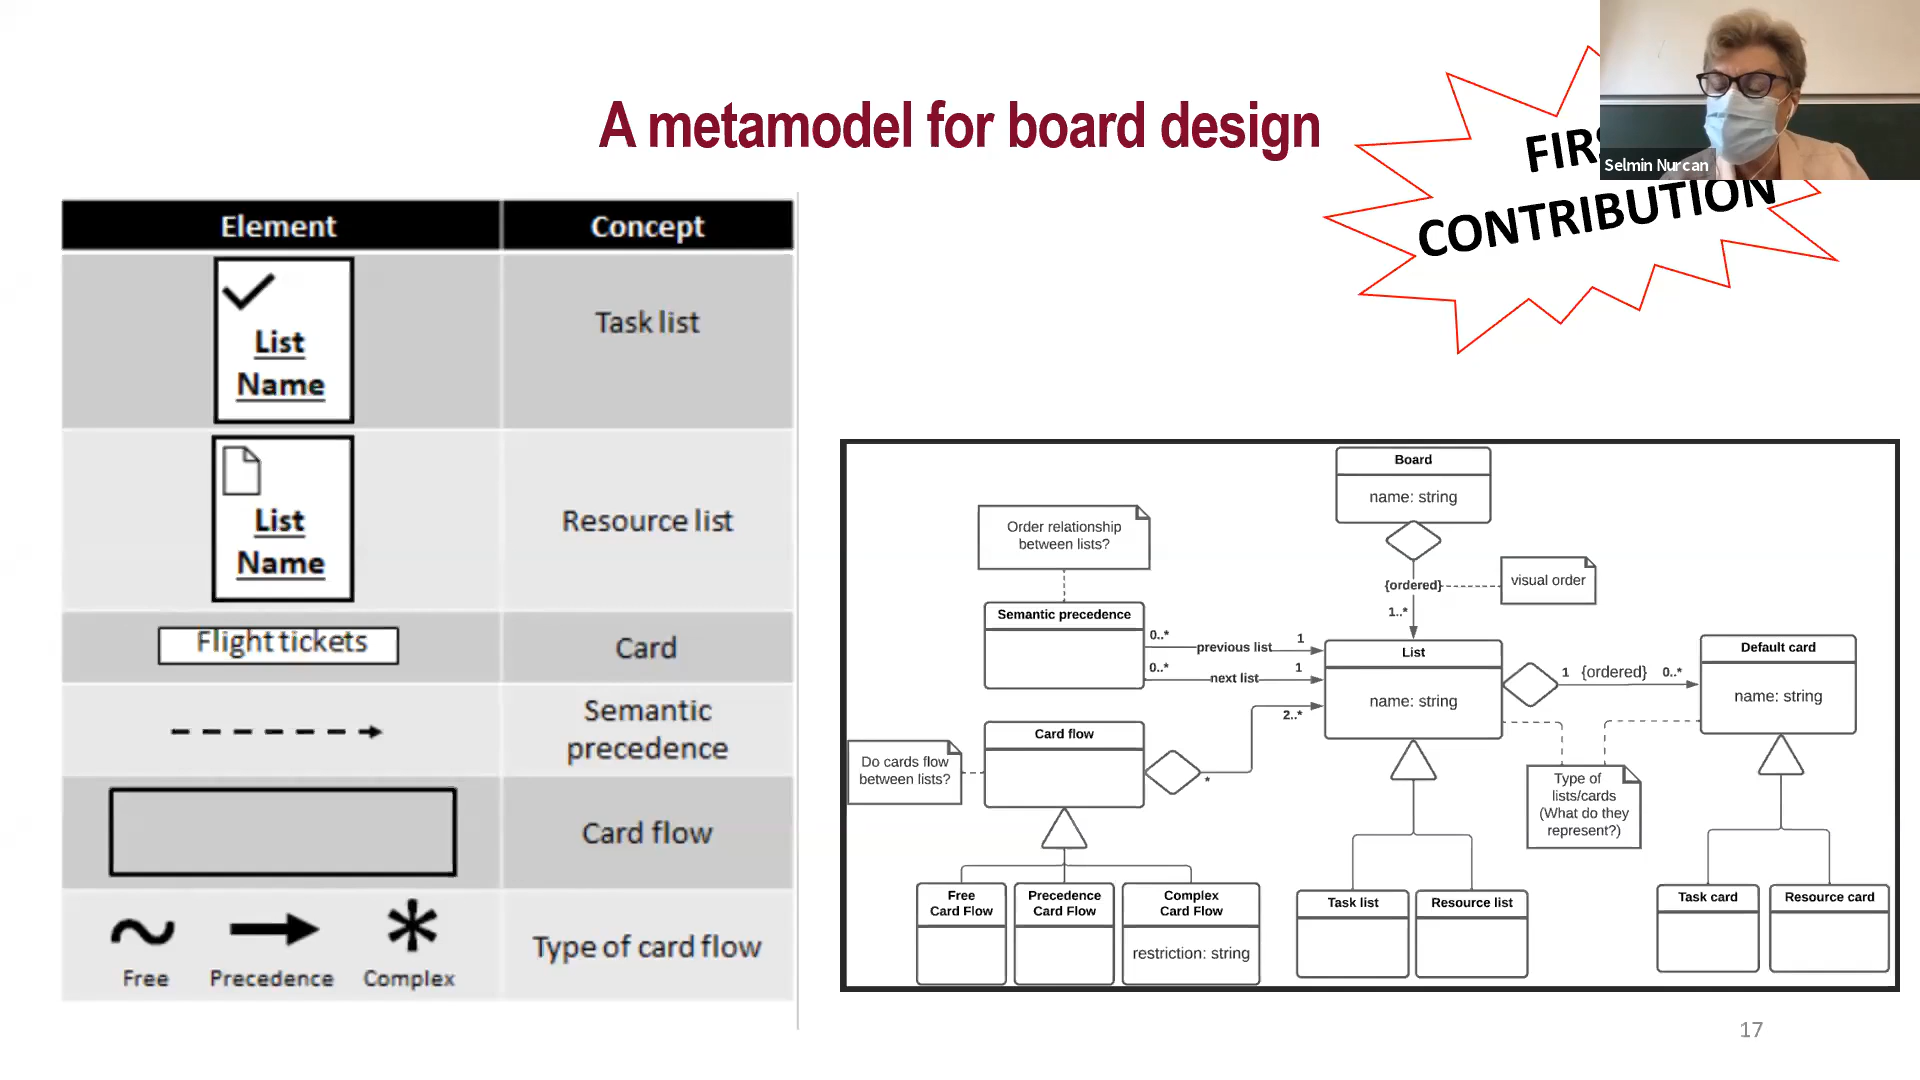 A metamodel for board design
CONTRIBUTION
Selmin Nurcan
Element Concept
List
Name
Task list
List
Name
Resource list
Flight tickets
Card
Semantic
precedence
Card flow
Free Precedence Complex
Type of card flow
Board
name: string
Order relationship
between lists?
{ordered}
visual order
1..*
Semantic precedence
0..* previous list 1
0..* next list 1
List
name: string
1 {ordered} 0..*
Default card
name: string
2..*
Card flow
*
Do cards flow
between lists?
Type of
lists/cards
(What do they
represent?)
Free
Card Flow
Precedence
Card Flow
Complex
Card Flow
restriction: string
Task list
Resource list
Task card
Resource card
17